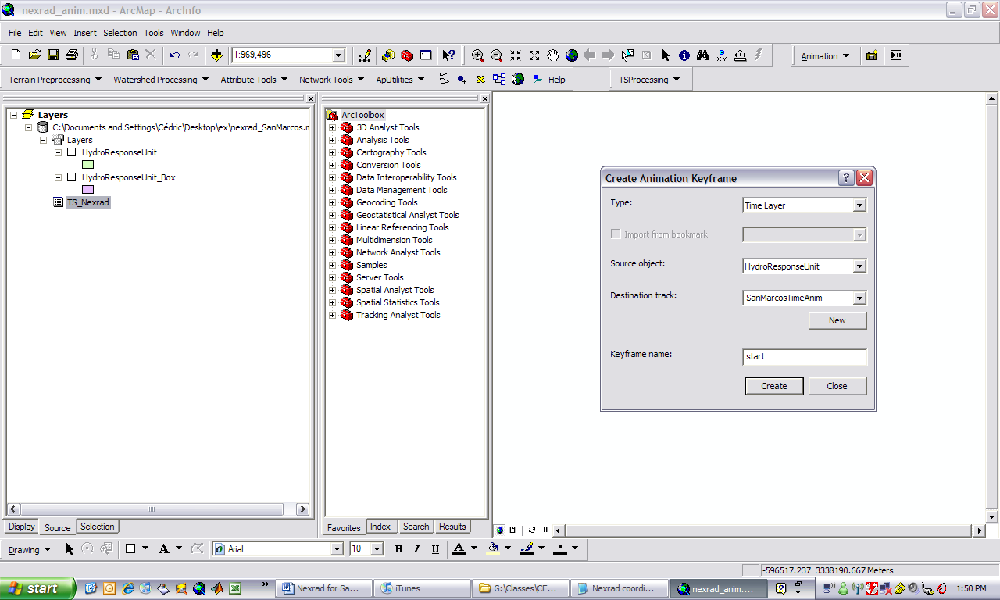 nexrad_anim.mxd - ArcMap - ArcInfo
File Edit View Insert Selection Tools Window Help
1:969,496 Animation
Terrain Preprocessing Watershed Processing Attribute Tools Network Tools ApUtilities Help TSProcessing
Layers
C:\Documents and Settings\Cédric\Desktop\ex\nexrad_SanMarcos.m
Layers
HydroResponseUnit
HydroResponseUnit_Box
TS_Nexrad
Display Source Selection
ArcToolbox
3D Analyst Tools
Analysis Tools
Cartography Tools
Conversion Tools
Data Interoperability Tools
Data Management Tools
Geocoding Tools
Geostatistical Analyst Tools
Linear Referencing Tools
Multidimension Tools
Network Analyst Tools
Samples
Server Tools
Spatial Analyst Tools
Spatial Statistics Tools
Tracking Analyst Tools
Favorites Index Search Results
Create Animation Keyframe
Type: Time Layer
Import from bookmark
Source object: HydroResponseUnit
Destination track: SanMarcosTimeAnim
New
Keyframe name: start
Create Close
Drawing A Arial 10 B I U A
-596517.237 3338190.667 Meters
start Nexrad for Sa... iTunes G:\Classes\CE... Nexrad coordi... nexrad_anim.... 1:50 PM